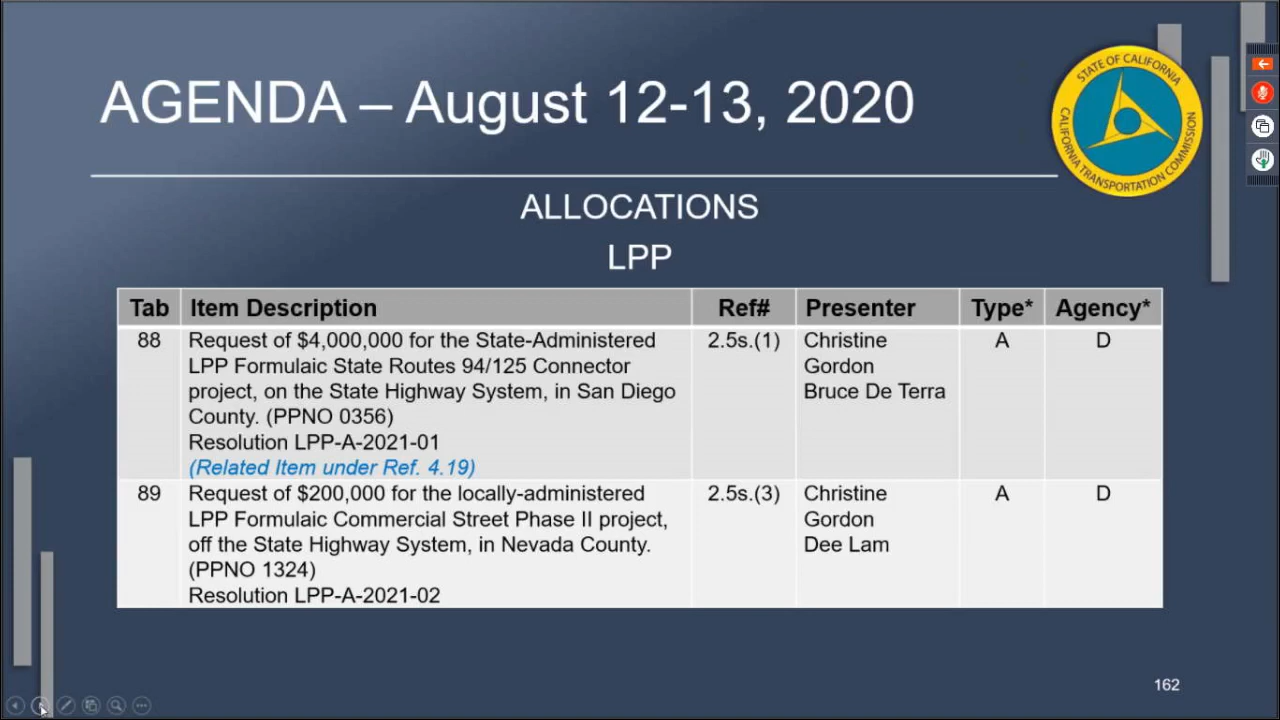 AGENDA – August 12-13, 2020
STATE OF CALIFORNIA
CALIFORNIA TRANSPORTATION COMMISSION
ALLOCATIONS
LPP
Tab Item Description Ref# Presenter Type* Agency*
88 Request of $4,000,000 for the State-Administered 2.5s.(1) Christine A D
LPP Formulaic State Routes 94/125 Connector Gordon
project, on the State Highway System, in San Diego Bruce De Terra
County. (PPNO 0356)
Resolution LPP-A-2021-01
(Related Item under Ref. 4.19)
89 Request of $200,000 for the locally-administered 2.5s.(3) Christine A D
LPP Formulaic Commercial Street Phase II project, Gordon
off the State Highway System, in Nevada County. Dee Lam
(PPNO 1324)
Resolution LPP-A-2021-02
162